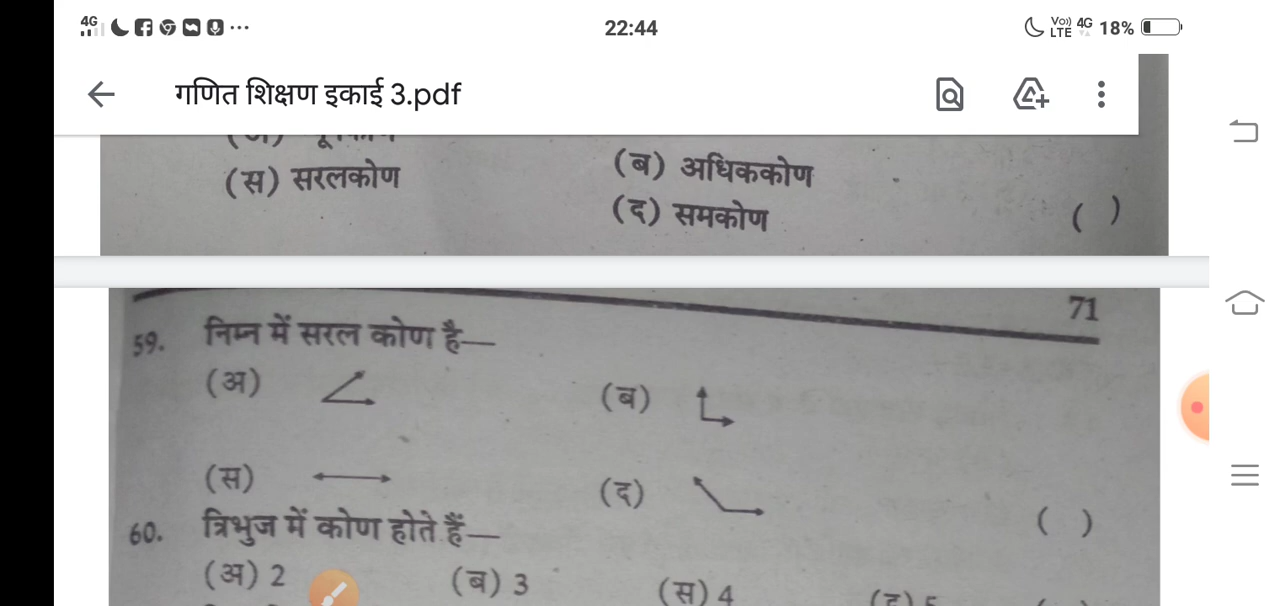 4G 22:44 Vo)) LTE 4G 18%
गणित शिक्षण इकाई 3.pdf
(स) सरलकोण (ब) अधिककोण
(द) समकोण ( )
71
59. निम्न में सरल कोण है—
(अ) (ब)
(स) (द) ( )
60. त्रिभुज में कोण होते हैं—
(अ) 2 (ब) 3 (स) 4 (द) 5